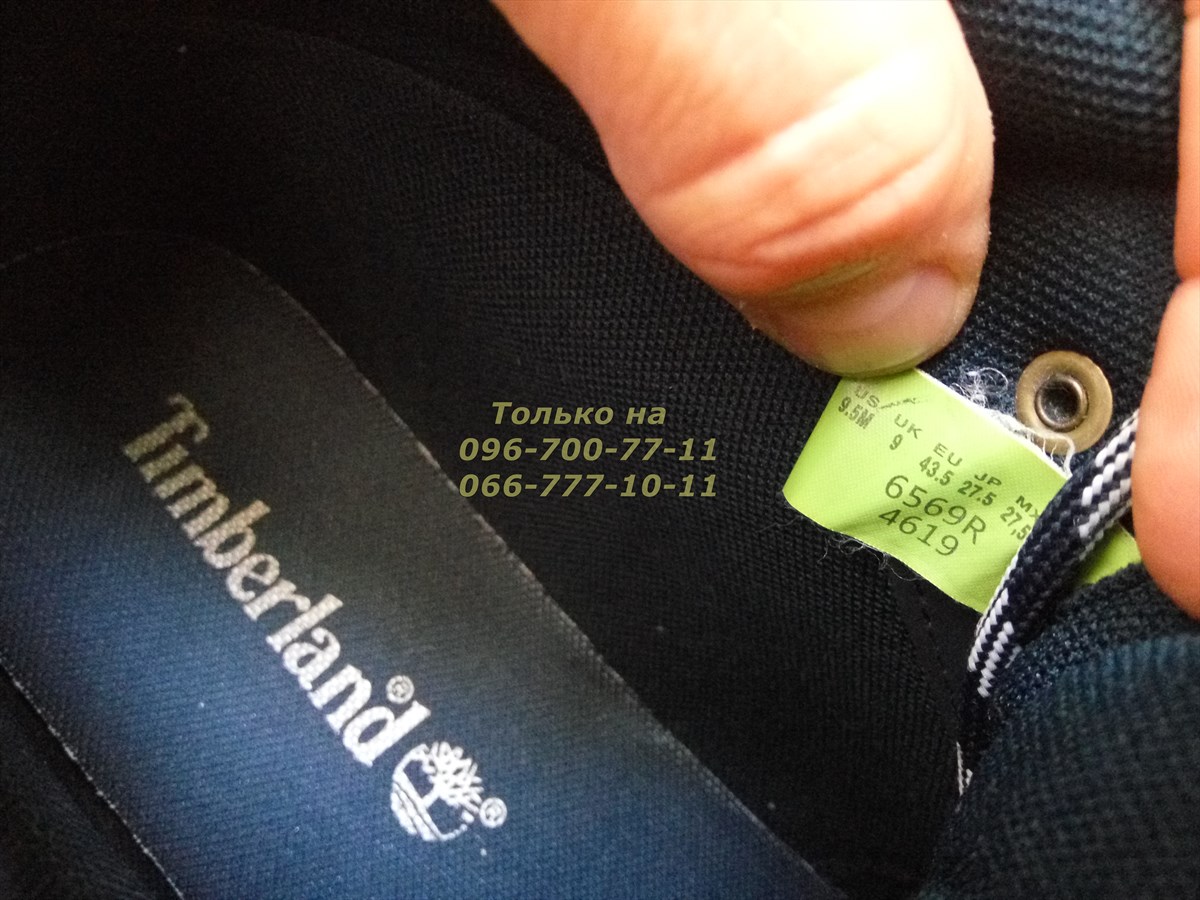 Timberland®
®
Только на
096-700-77-11
066-777-10-11
US UK EU JP MX
9.5M 9 43.5 27.5 27,5
6569R
4619